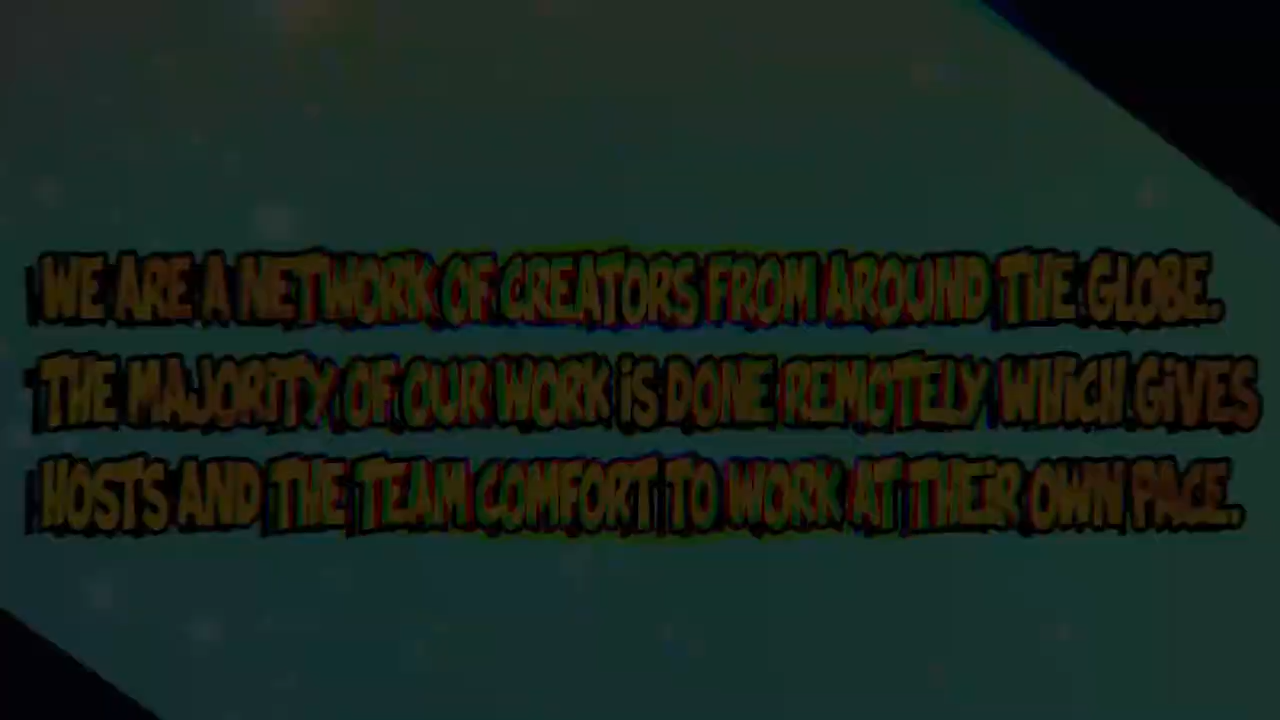 WE ARE A NETWORK OF CREATORS FROM AROUND THE GLOBE.
THE MAJORITY OF OUR WORK iS DONE REMOTELY WHiCH GiVES
HOSTS AND THE TEAM COMFORT TO WORK AT THEiR OWN PACE.